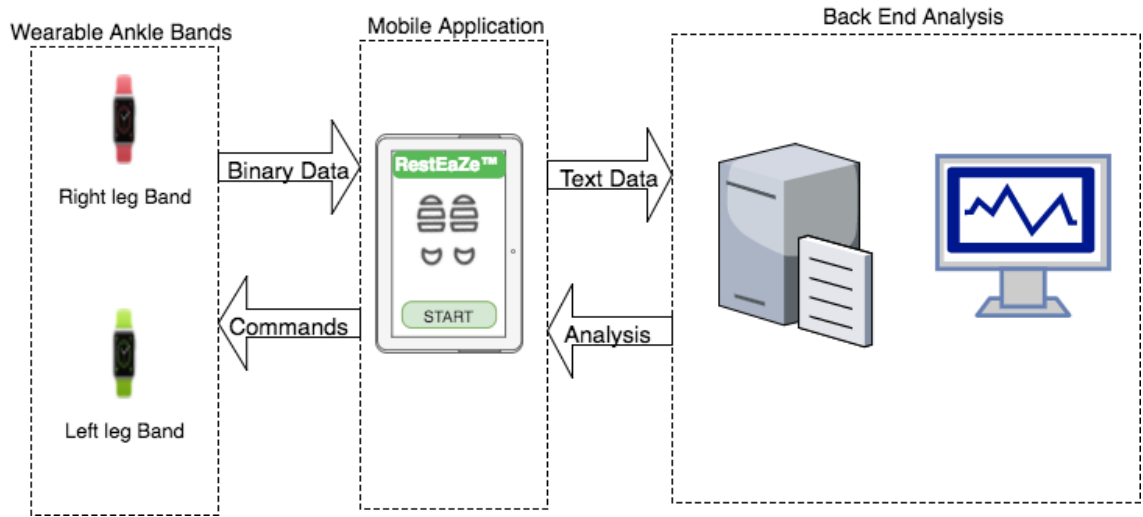 Wearable Ankle Bands
Mobile Application
Back End Analysis
Right leg Band
Left leg Band
Binary Data
Commands
RestEaZe™
START
Text Data
Analysis